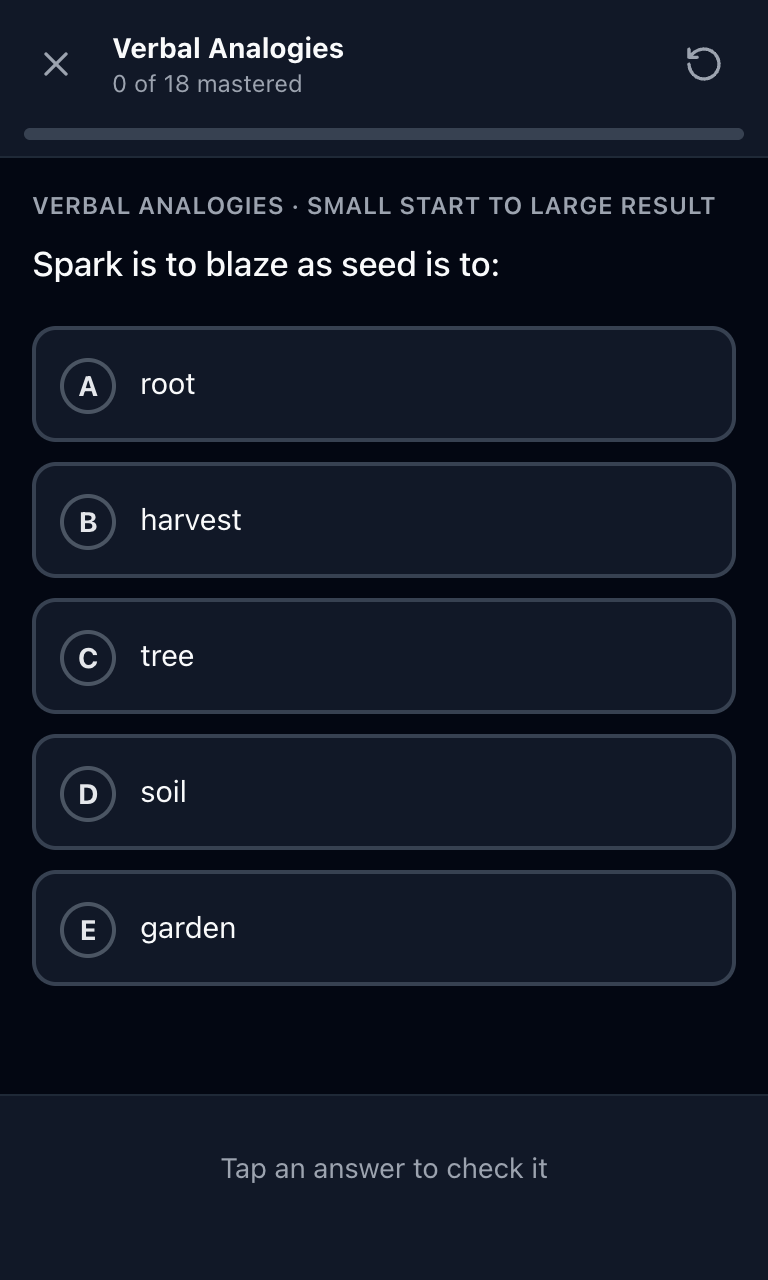 Verbal Analogies
0 of 18 mastered
VERBAL ANALOGIES · SMALL START TO LARGE RESULT
Spark is to blaze as seed is to:
A root
B harvest
C tree
D soil
E garden
Tap an answer to check it